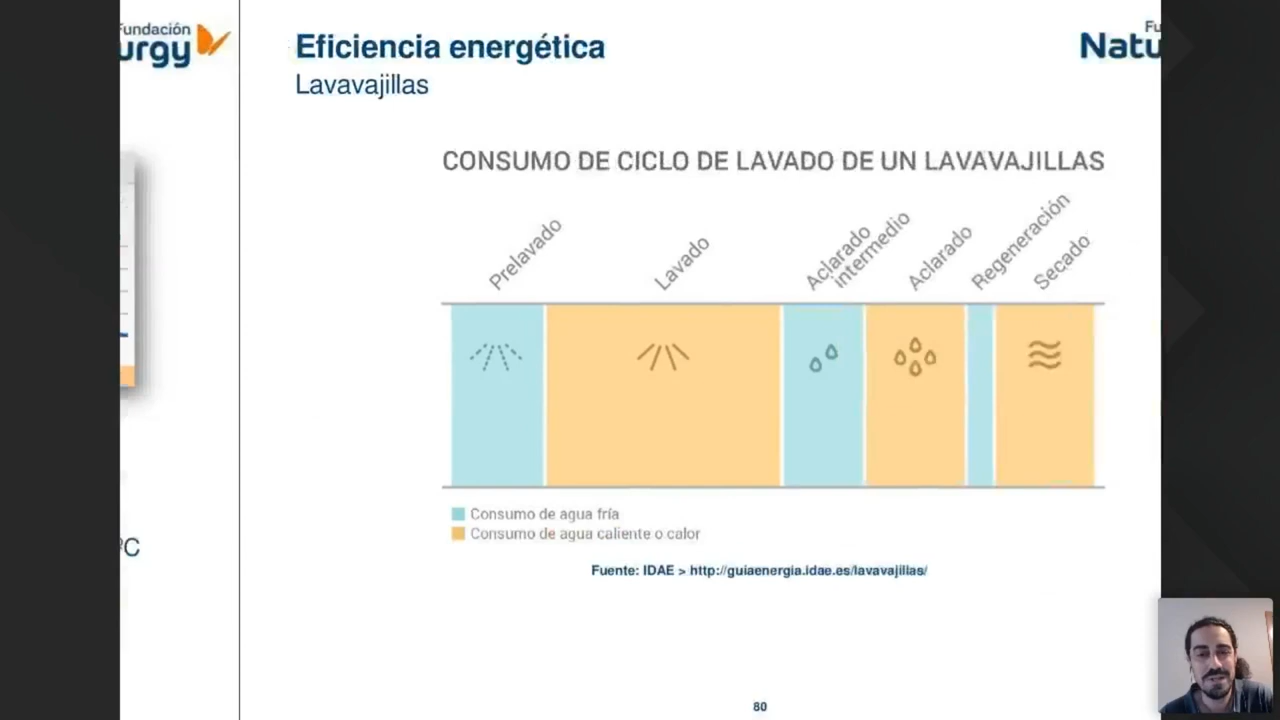 Fundación
urgy
Eficiencia energética
Lavavajillas
Fu
Natu
CONSUMO DE CICLO DE LAVADO DE UN LAVAVAJILLAS
Prelavado
Lavado
Aclarado
intermedio
Aclarado
Regeneración
Secado
Consumo de agua fría
Consumo de agua caliente o calor
ºC
Fuente: IDAE > http://guiaenergia.idae.es/lavavajillas/
80